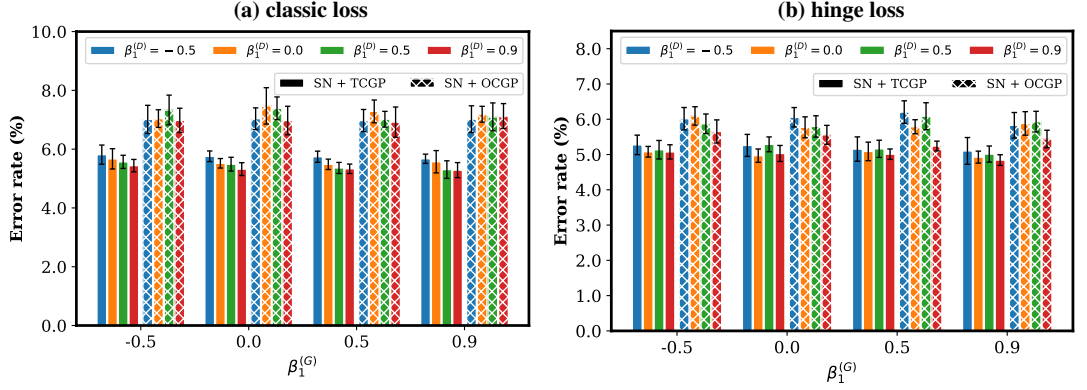 (a) classic loss
10.0
8.0
6.0
4.0
2.0
0.0
Error rate (%)
β₁⁽ᴰ⁾ = − 0.5 β₁⁽ᴰ⁾ = 0.0 β₁⁽ᴰ⁾ = 0.5 β₁⁽ᴰ⁾ = 0.9
SN + TCGP SN + OCGP
-0.5 0.0 0.5 0.9
β₁⁽ᴳ⁾
(b) hinge loss
8.0
7.0
6.0
5.0
4.0
3.0
2.0
1.0
0.0
Error rate (%)
β₁⁽ᴰ⁾ = − 0.5 β₁⁽ᴰ⁾ = 0.0 β₁⁽ᴰ⁾ = 0.5 β₁⁽ᴰ⁾ = 0.9
SN + TCGP SN + OCGP
-0.5 0.0 0.5 0.9
β₁⁽ᴳ⁾